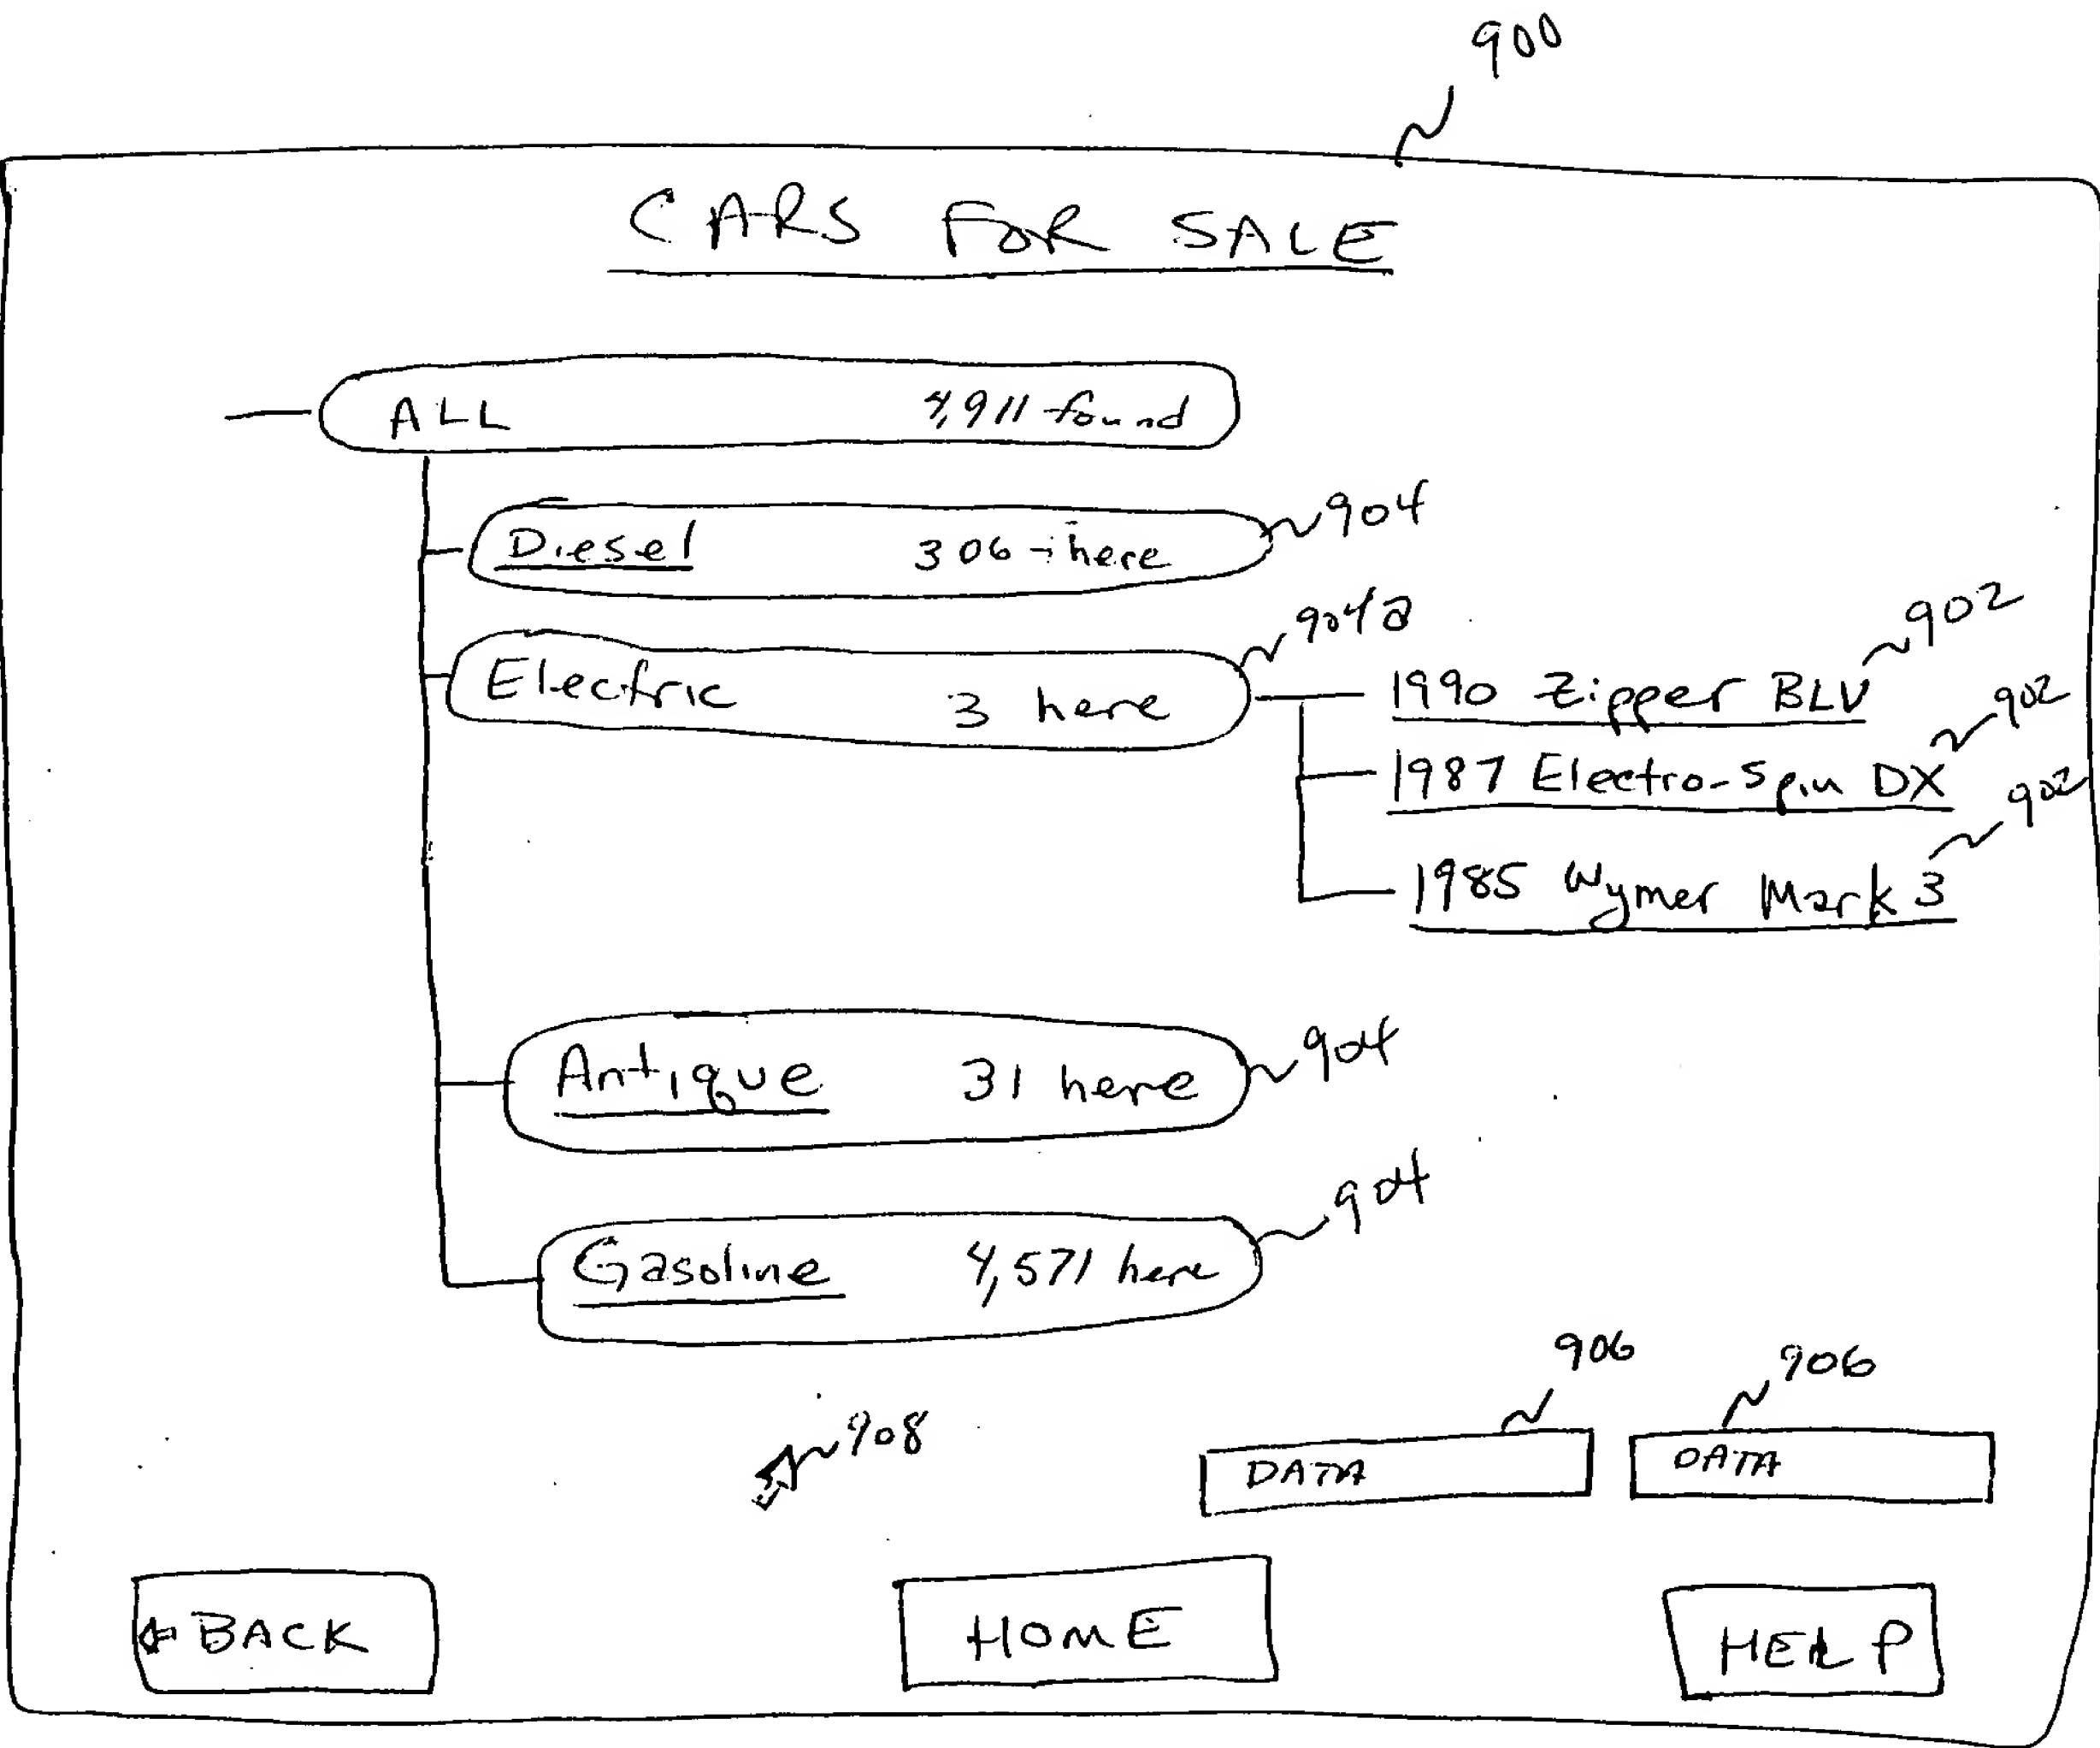 900
CARS FOR SALE
ALL 4,911 found
Diesel 306 here 904
Electric 3 here 904a
1990 Zipper BLV 902
1987 Electro-Spin DX 902
1985 Wymer Mark 3 902
Antique 31 here 904
Gasoline 4,571 here 904
908
906 906
DATA DATA
BACK HOME HELP